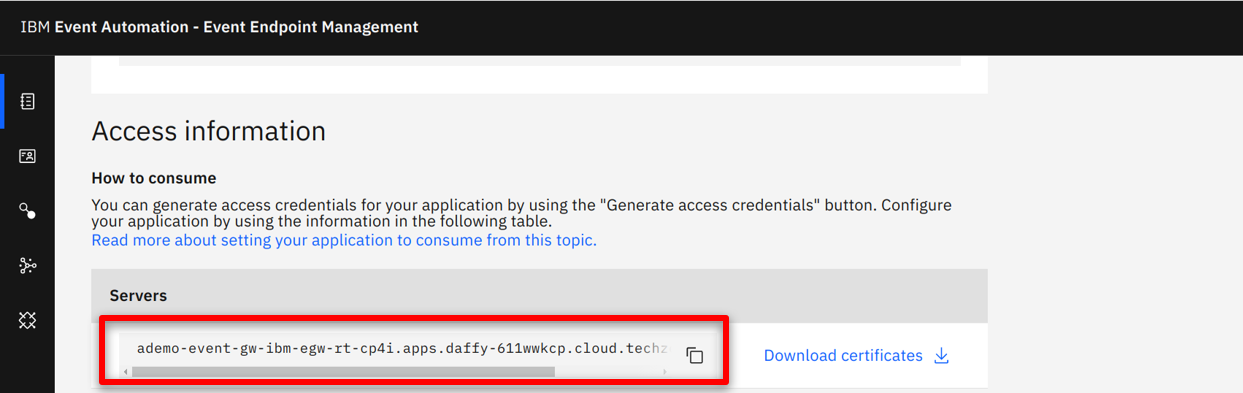 IBM Event Automation - Event Endpoint Management
Access information
How to consume
You can generate access credentials for your application by using the "Generate access credentials" button. Configure
your application by using the information in the following table.
Read more about setting your application to consume from this topic.
Servers
ademo-event-gw-ibm-egw-rt-cp4i.apps.daffy-611wwkcp.cloud.techz
Download certificates